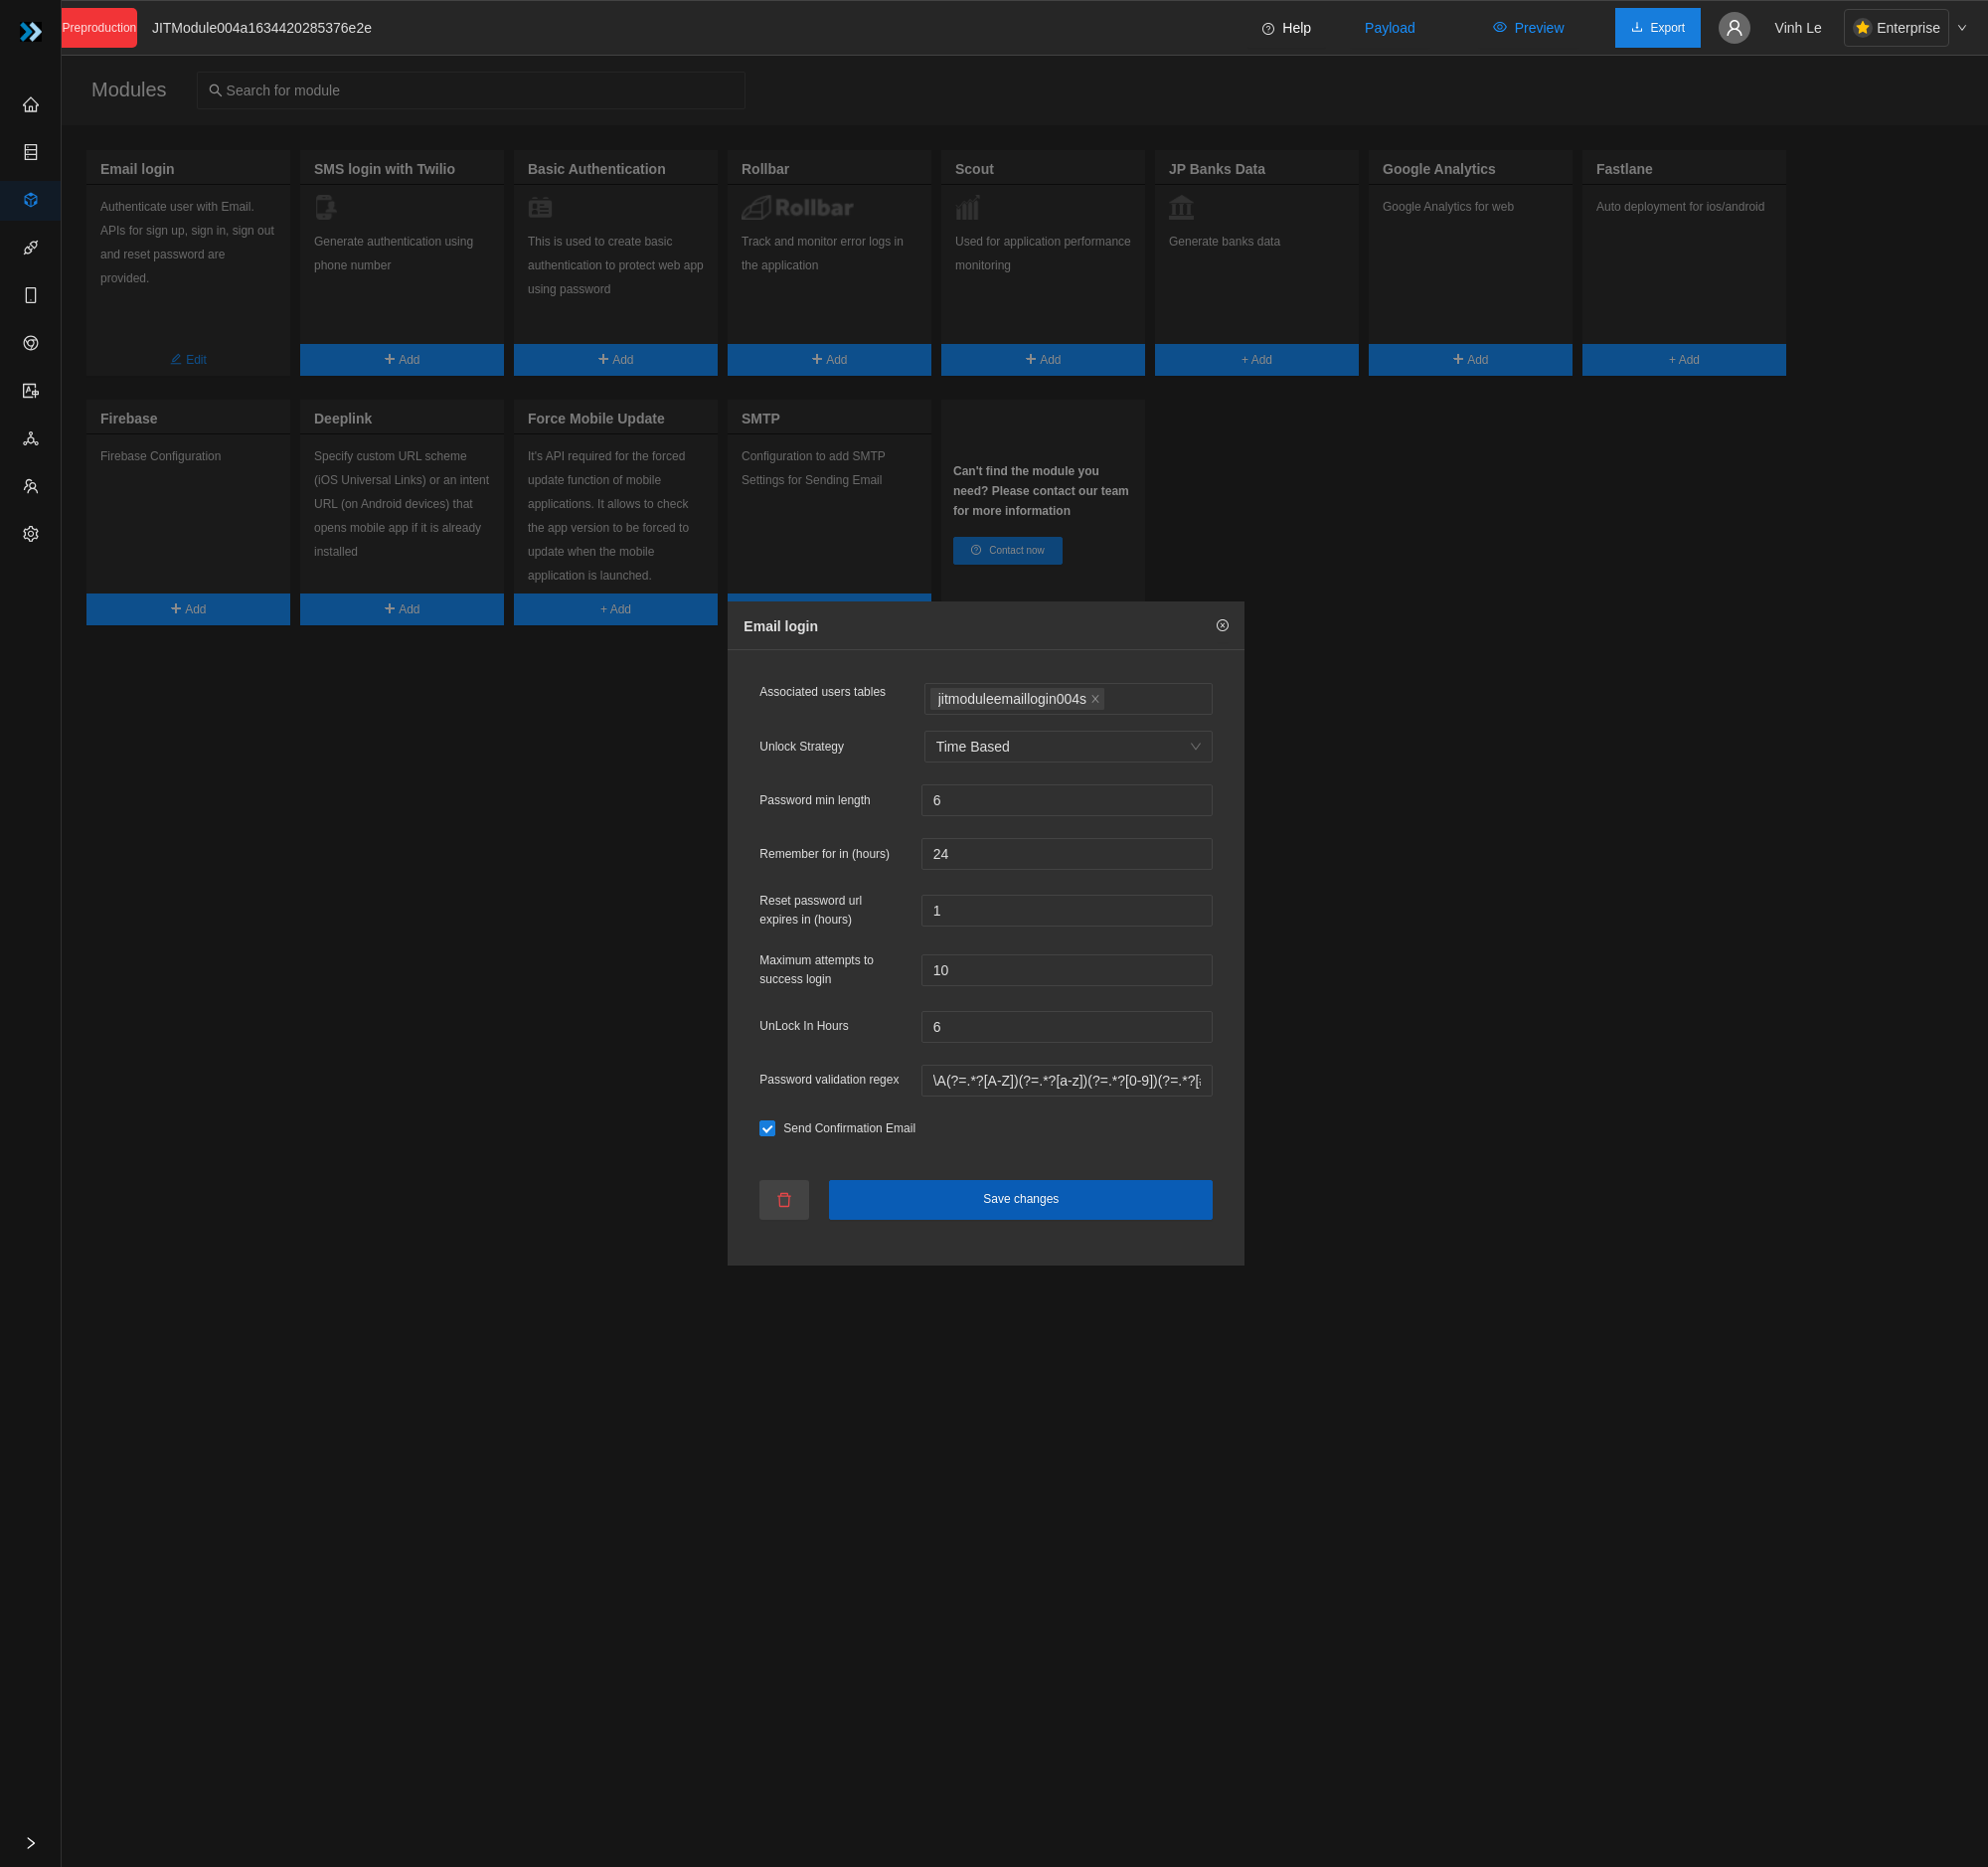 Preproduction
JITModule004a1634420285376e2e
Help
Payload
Preview
Export
Vinh Le
Enterprise
Modules
Search for module
Email login
Authenticate user with Email.
APIs for sign up, sign in, sign out
and reset password are
provided.
Edit
SMS login with Twilio
Generate authentication using
phone number
Add
Basic Authentication
This is used to create basic
authentication to protect web app
using password
Add
Rollbar
Rollbar
Track and monitor error logs in
the application
Add
Scout
Used for application performance
monitoring
Add
JP Banks Data
Generate banks data
+ Add
Google Analytics
Google Analytics for web
Add
Fastlane
Auto deployment for ios/android
+ Add
Firebase
Firebase Configuration
Add
Deeplink
Specify custom URL scheme
(iOS Universal Links) or an intent
URL (on Android devices) that
opens mobile app if it is already
installed
Add
Force Mobile Update
It's API required for the forced
update function of mobile
applications. It allows to check
the app version to be forced to
update when the mobile
application is launched.
+ Add
SMTP
Configuration to add SMTP
Settings for Sending Email
Can't find the module you
need? Please contact our team
for more information
Contact now
Email login
Associated users tables
jitmoduleemaillogin004s
Unlock Strategy
Time Based
Password min length
6
Remember for in (hours)
24
Reset password url
expires in (hours)
1
Maximum attempts to
success login
10
UnLock In Hours
6
Password validation regex
\A(?=.*?[A-Z])(?=.*?[a-z])(?=.*?[0-9])(?=.*?[
Send Confirmation Email
Save changes